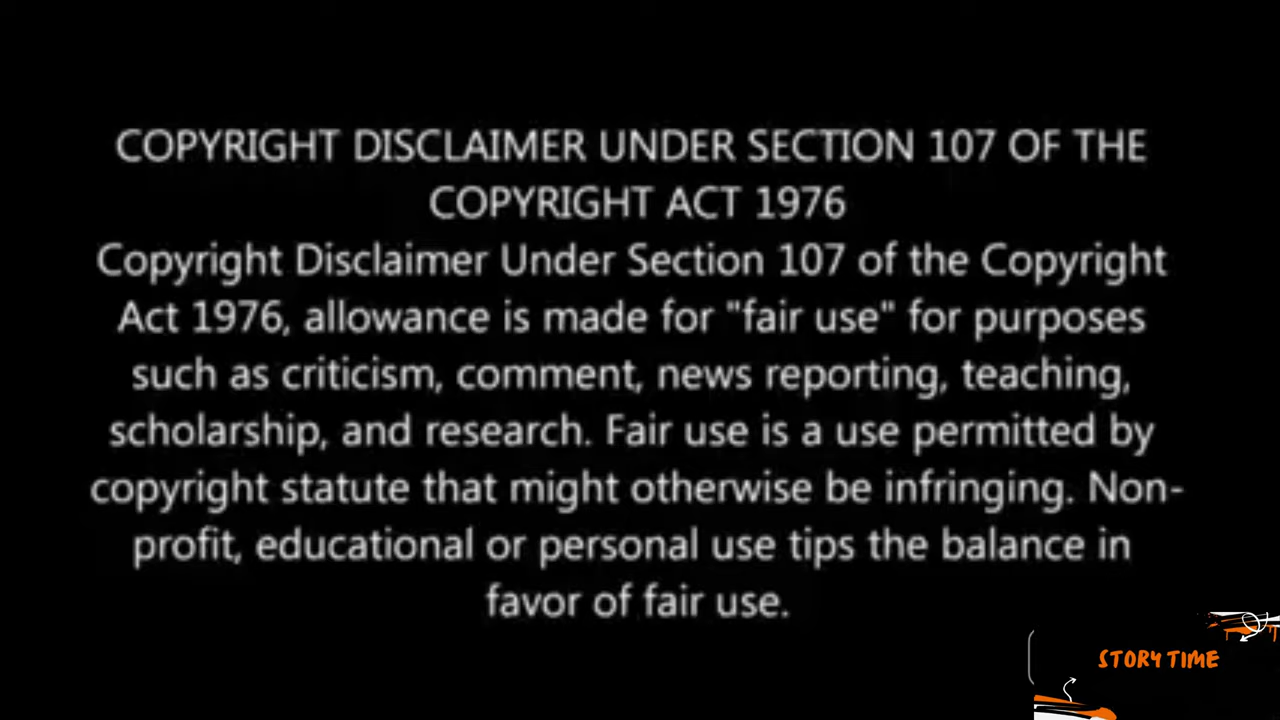 COPYRIGHT DISCLAIMER UNDER SECTION 107 OF THE
COPYRIGHT ACT 1976
Copyright Disclaimer Under Section 107 of the Copyright
Act 1976, allowance is made for "fair use" for purposes
such as criticism, comment, news reporting, teaching,
scholarship, and research. Fair use is a use permitted by
copyright statute that might otherwise be infringing. Non-
profit, educational or personal use tips the balance in
favor of fair use.
STORY TIME